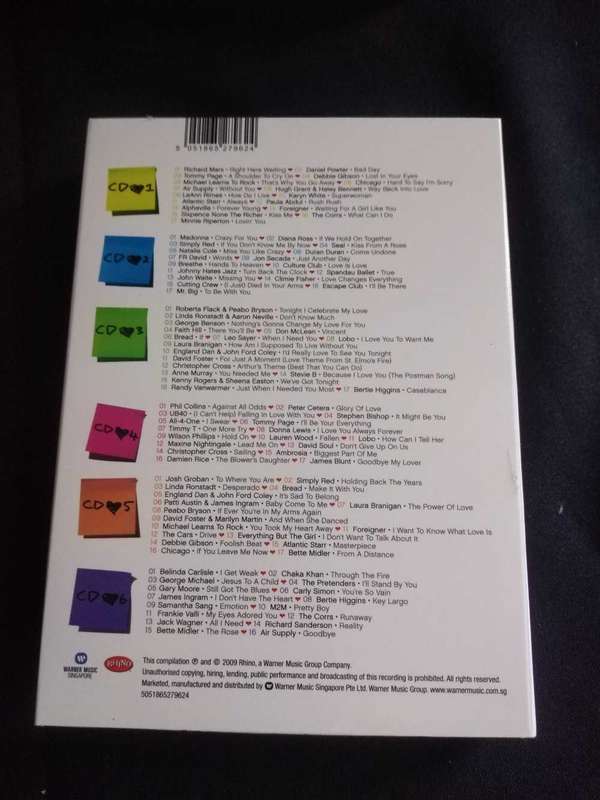 5 051865 279624
CD♥1
01 Richard Marx • Right Here Waiting ♥ 02 Daniel Powter • Bad Day
03 Tommy Page • A Shoulder To Cry On ♥ 04 Debbie Gibson • Lost In Your Eyes
05 Michael Learns To Rock • That's Why You Go Away ♥ 06 Chicago • Hard To Say I'm Sorry
07 Air Supply • Without You ♥ 08 Hugh Grant & Haley Bennett • Way Back Into Love
09 LeAnn Rimes • How Do I Live ♥ 10 Karyn White • Superwoman
11 Atlantic Starr • Always ♥ 12 Paula Abdul • Rush Rush
13 Alphaville • Forever Young ♥ 14 Foreigner • Waiting For A Girl Like You
15 Sixpence None The Richer • Kiss Me ♥ 16 The Corrs • What Can I Do
17 Minnie Riperton • Lovin' You
CD♥2
01 Madonna • Crazy For You ♥ 02 Diana Ross • If We Hold On Together
03 Simply Red • If You Don't Know Me By Now ♥ 04 Seal • Kiss From A Rose
05 Natalie Cole • Miss You Like Crazy ♥ 06 Duran Duran • Come Undone
07 FR David • Words ♥ 08 Jon Secada • Just Another Day
09 Breathe • Hands To Heaven ♥ 10 Culture Club • Love Is Love
11 Johnny Hates Jazz • Turn Back The Clock ♥ 12 Spandau Ballet • True
13 John Waite • Missing You ♥ 14 Climie Fisher • Love Changes Everything
15 Cutting Crew • (I Just) Died In Your Arms ♥ 16 Escape Club • I'll Be There
17 Mr. Big • To Be With You
CD♥3
01 Roberta Flack & Peabo Bryson • Tonight I Celebrate My Love
02 Linda Ronstadt & Aaron Neville • Don't Know Much
03 George Benson • Nothing's Gonna Change My Love For You
04 Faith Hill • There You'll Be ♥ 05 Don McLean • Vincent
06 Bread • If ♥ 07 Leo Sayer • When I Need You ♥ 08 Lobo • I Love You To Want Me
09 Laura Branigan • How Am I Supposed To Live Without You
10 England Dan & John Ford Coley • I'd Really Love To See You Tonight
11 David Foster • For Just A Moment (Love Theme From St. Elmo's Fire)
12 Christopher Cross • Arthur's Theme (Best That You Can Do)
13 Anne Murray • You Needed Me ♥ 14 Stevie B • Because I Love You (The Postman Song)
15 Kenny Rogers & Sheena Easton • We've Got Tonight
16 Randy Vanwarmer • Just When I Needed You Most ♥ 17 Bertie Higgins • Casablanca
CD♥4
01 Phil Collins • Against All Odds ♥ 02 Peter Cetera • Glory Of Love
03 UB40 • (I Can't Help) Falling In Love With You ♥ 04 Stephen Bishop • It Might Be You
05 All-4-One • I Swear ♥ 06 Tommy Page • I'll Be Your Everything
07 Timmy T • One More Try ♥ 08 Donna Lewis • I Love You Always Forever
09 Wilson Phillips • Hold On ♥ 10 Lauren Wood • Fallen ♥ 11 Lobo • How Can I Tell Her
12 Maxine Nightingale • Lead Me On ♥ 13 David Soul • Don't Give Up On Us
14 Christopher Cross • Sailing ♥ 15 Ambrosia • Biggest Part Of Me
16 Damien Rice • The Blower's Daughter ♥ 17 James Blunt • Goodbye My Lover
CD♥5
01 Josh Groban • To Where You Are ♥ 02 Simply Red • Holding Back The Years
03 Linda Ronstadt • Desperado ♥ 04 Bread • Make It With You
05 England Dan & John Ford Coley • It's Sad To Belong
06 Patti Austin & James Ingram • Baby Come To Me ♥ 07 Laura Branigan • The Power Of Love
08 Peabo Bryson • If Ever You're In My Arms Again
09 David Foster & Marilyn Martin • And When She Danced
10 Michael Learns To Rock • You Took My Heart Away ♥ 11 Foreigner • I Want To Know What Love Is
12 The Cars • Drive ♥ 13 Everything But The Girl • I Don't Want To Talk About It
14 Debbie Gibson • Foolish Beat ♥ 15 Atlantic Starr • Masterpiece
16 Chicago • If You Leave Me Now ♥ 17 Bette Midler • From A Distance
CD♥6
01 Belinda Carlisle • I Get Weak ♥ 02 Chaka Khan • Through The Fire
03 George Michael • Jesus To A Child ♥ 04 The Pretenders • I'll Stand By You
05 Gary Moore • Still Got The Blues ♥ 06 Carly Simon • You're So Vain
07 James Ingram • I Don't Have The Heart ♥ 08 Bertie Higgins • Key Largo
09 Samantha Sang • Emotion ♥ 10 M2M • Pretty Boy
11 Frankie Valli • My Eyes Adored You ♥ 12 The Corrs • Runaway
13 Jack Wagner • All I Need ♥ 14 Richard Sanderson • Reality
15 Bette Midler • The Rose ♥ 16 Air Supply • Goodbye
WARNER MUSIC
SINGAPORE
RHINO
This compilation ℗ and © 2009 Rhino, a Warner Music Group Company.
Unauthorised copying, hiring, lending, public performance and broadcasting of this recording is prohibited. All rights reserved.
Marketed, manufactured and distributed by Warner Music Singapore Pte Ltd. Warner Music Group. www.warnermusic.com.sg
5051865279624